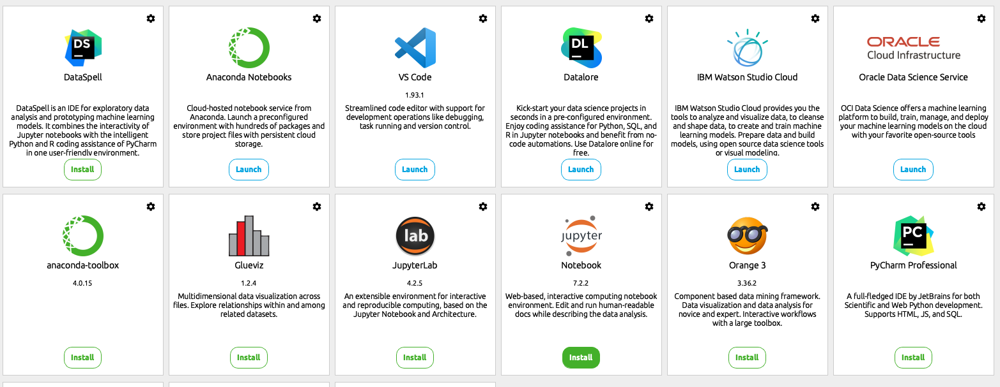 DS
DataSpell
DataSpell is an IDE for exploratory data
analysis and prototyping machine learning
models. It combines the interactivity of
Jupyter notebooks with the intelligent
Python and R coding assistance of PyCharm
in one user-friendly environment.
Install
Anaconda Notebooks
Cloud-hosted notebook service from
Anaconda. Launch a preconfigured
environment with hundreds of packages and
store project files with persistent cloud
storage.
Launch
VS Code
1.93.1
Streamlined code editor with support for
development operations like debugging,
task running and version control.
Launch
DL
Datalore
Kick-start your data science projects in
seconds in a pre-configured environment.
Enjoy coding assistance for Python, SQL, and
R in Jupyter notebooks and benefit from no-
code automations. Use Datalore online for
free.
Launch
IBM Watson Studio Cloud
IBM Watson Studio Cloud provides you the
tools to analyze and visualize data, to cleanse
and shape data, to create and train machine
learning models. Prepare data and build
models, using open source data science tools
or visual modeling.
Launch
ORACLE
Cloud Infrastructure
Oracle Data Science Service
OCI Data Science offers a machine learning
platform to build, train, manage, and deploy
your machine learning models on the cloud
with your favorite open-source tools
Launch
anaconda-toolbox
4.0.15
Install
Glueviz
1.2.4
Multidimensional data visualization across
files. Explore relationships within and among
related datasets.
Install
lab
JupyterLab
4.2.5
An extensible environment for interactive
and reproducible computing, based on the
Jupyter Notebook and Architecture.
Install
jupyter
Notebook
7.2.2
Web-based, interactive computing notebook
environment. Edit and run human-readable
docs while describing the data analysis.
Install
Orange 3
3.36.2
Component based data mining framework.
Data visualization and data analysis for
novice and expert. Interactive workflows
with a large toolbox.
Install
PC
PyCharm Professional
A full-fledged IDE by JetBrains for both
Scientific and Web Python development.
Supports HTML, JS, and SQL.
Install